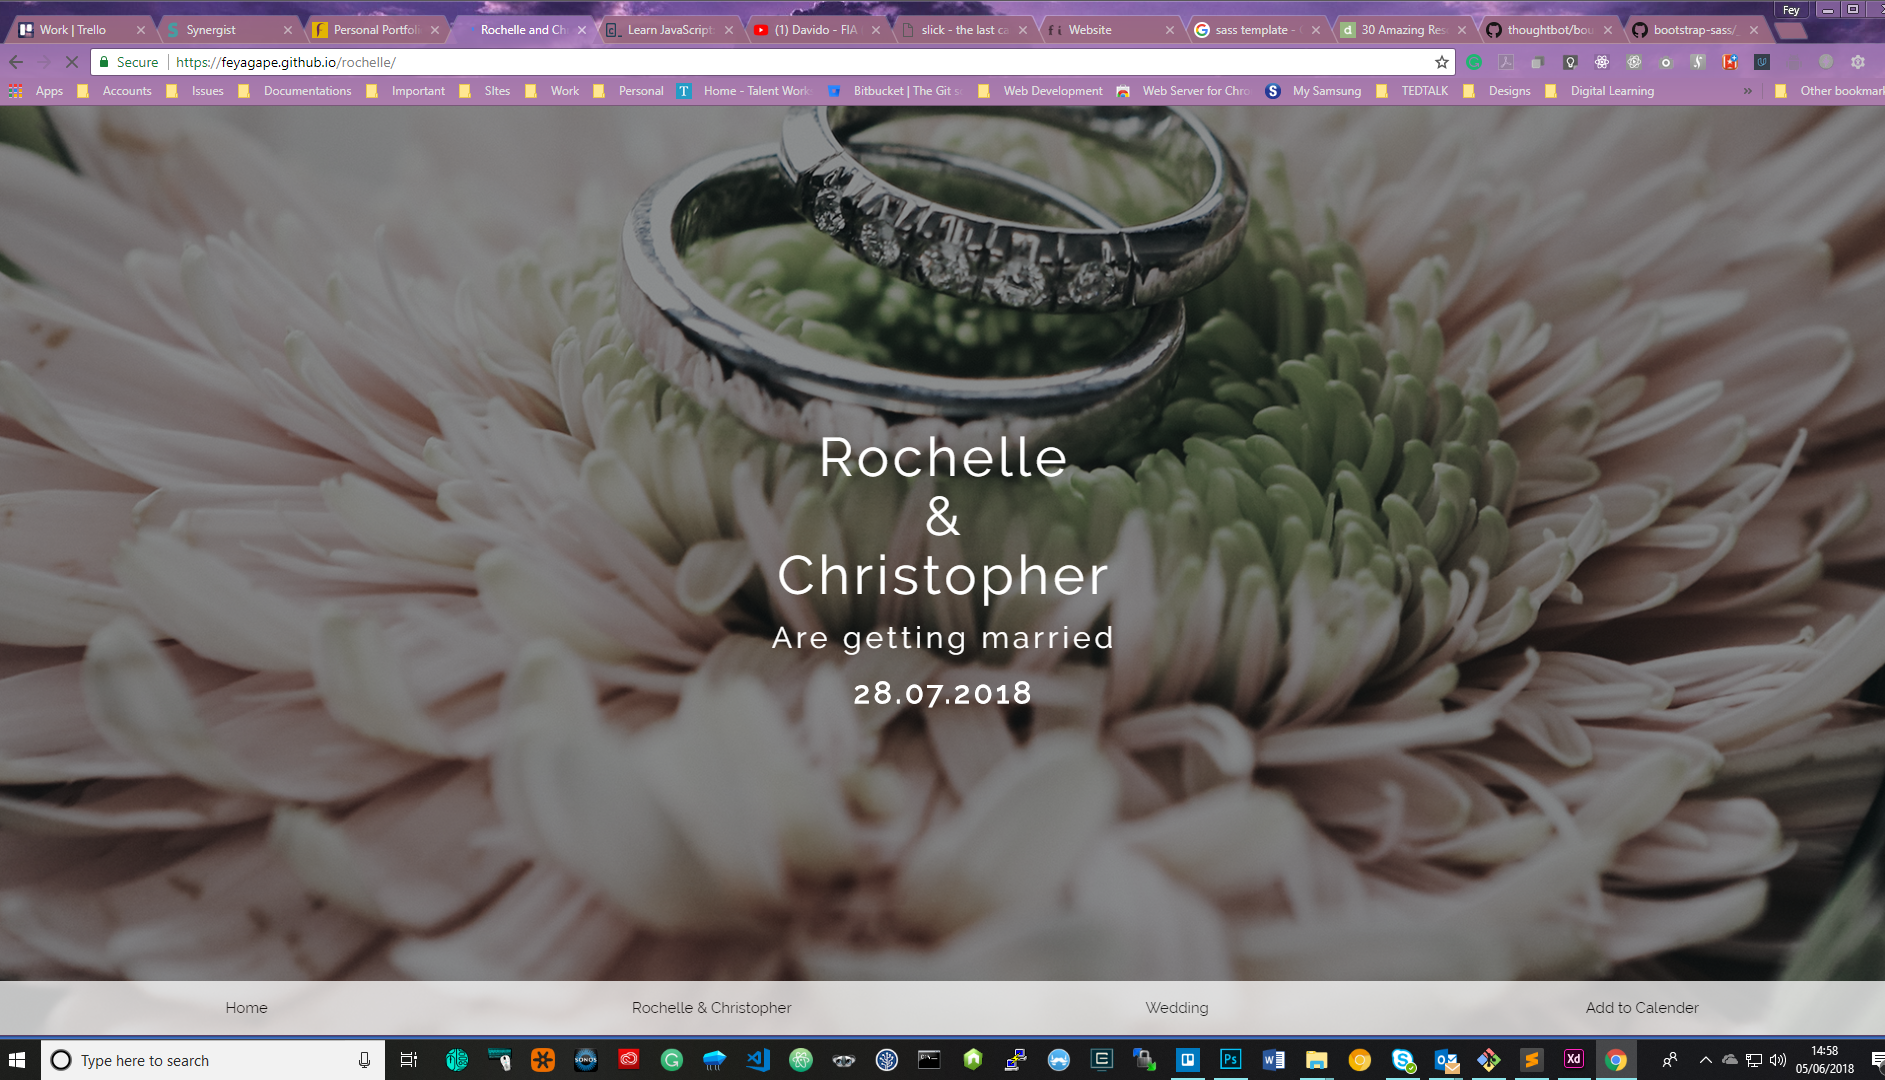 Fey
Work | Trello
Synergist
Personal Portfoli
Rochelle and Ch
Learn JavaScript
(1) Davido - FIA
slick - the last ca
Website
sass template -
30 Amazing Res
thoughtbot/bou
bootstrap-sass/
Secure
https://feyagape.github.io/rochelle/
Apps
Accounts
Issues
Documentations
Important
SItes
Work
Personal
Home - Talent Work
Bitbucket | The Git s
Web Development
Web Server for Chro
My Samsung
TEDTALK
Designs
Digital Learning
»
Other bookmark
Rochelle
&
Christopher
Are getting married
28.07.2018
Home
Rochelle & Christopher
Wedding
Add to Calender
Type here to search
SONOS
Ps
Xd
14:58
05/06/2018